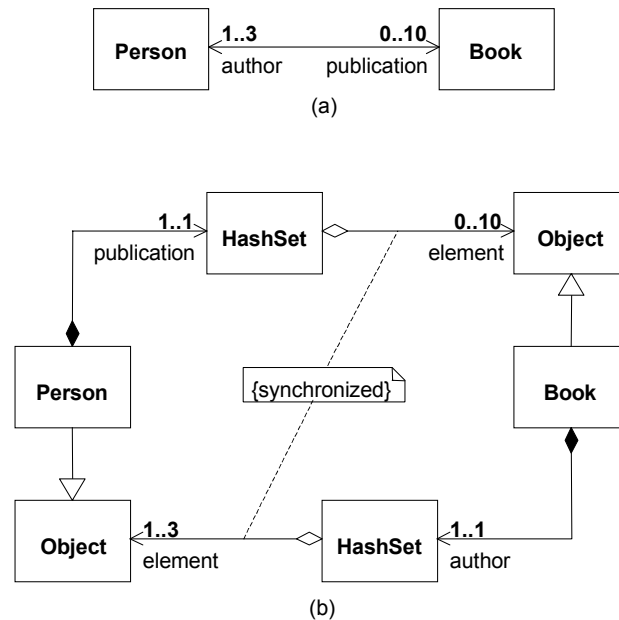 1..3 0..10
Person Book
author publication
(a)
1..1 0..10
HashSet Object
publication element
{synchronized}
Person Book
1..3 1..1
Object HashSet
element author
(b)